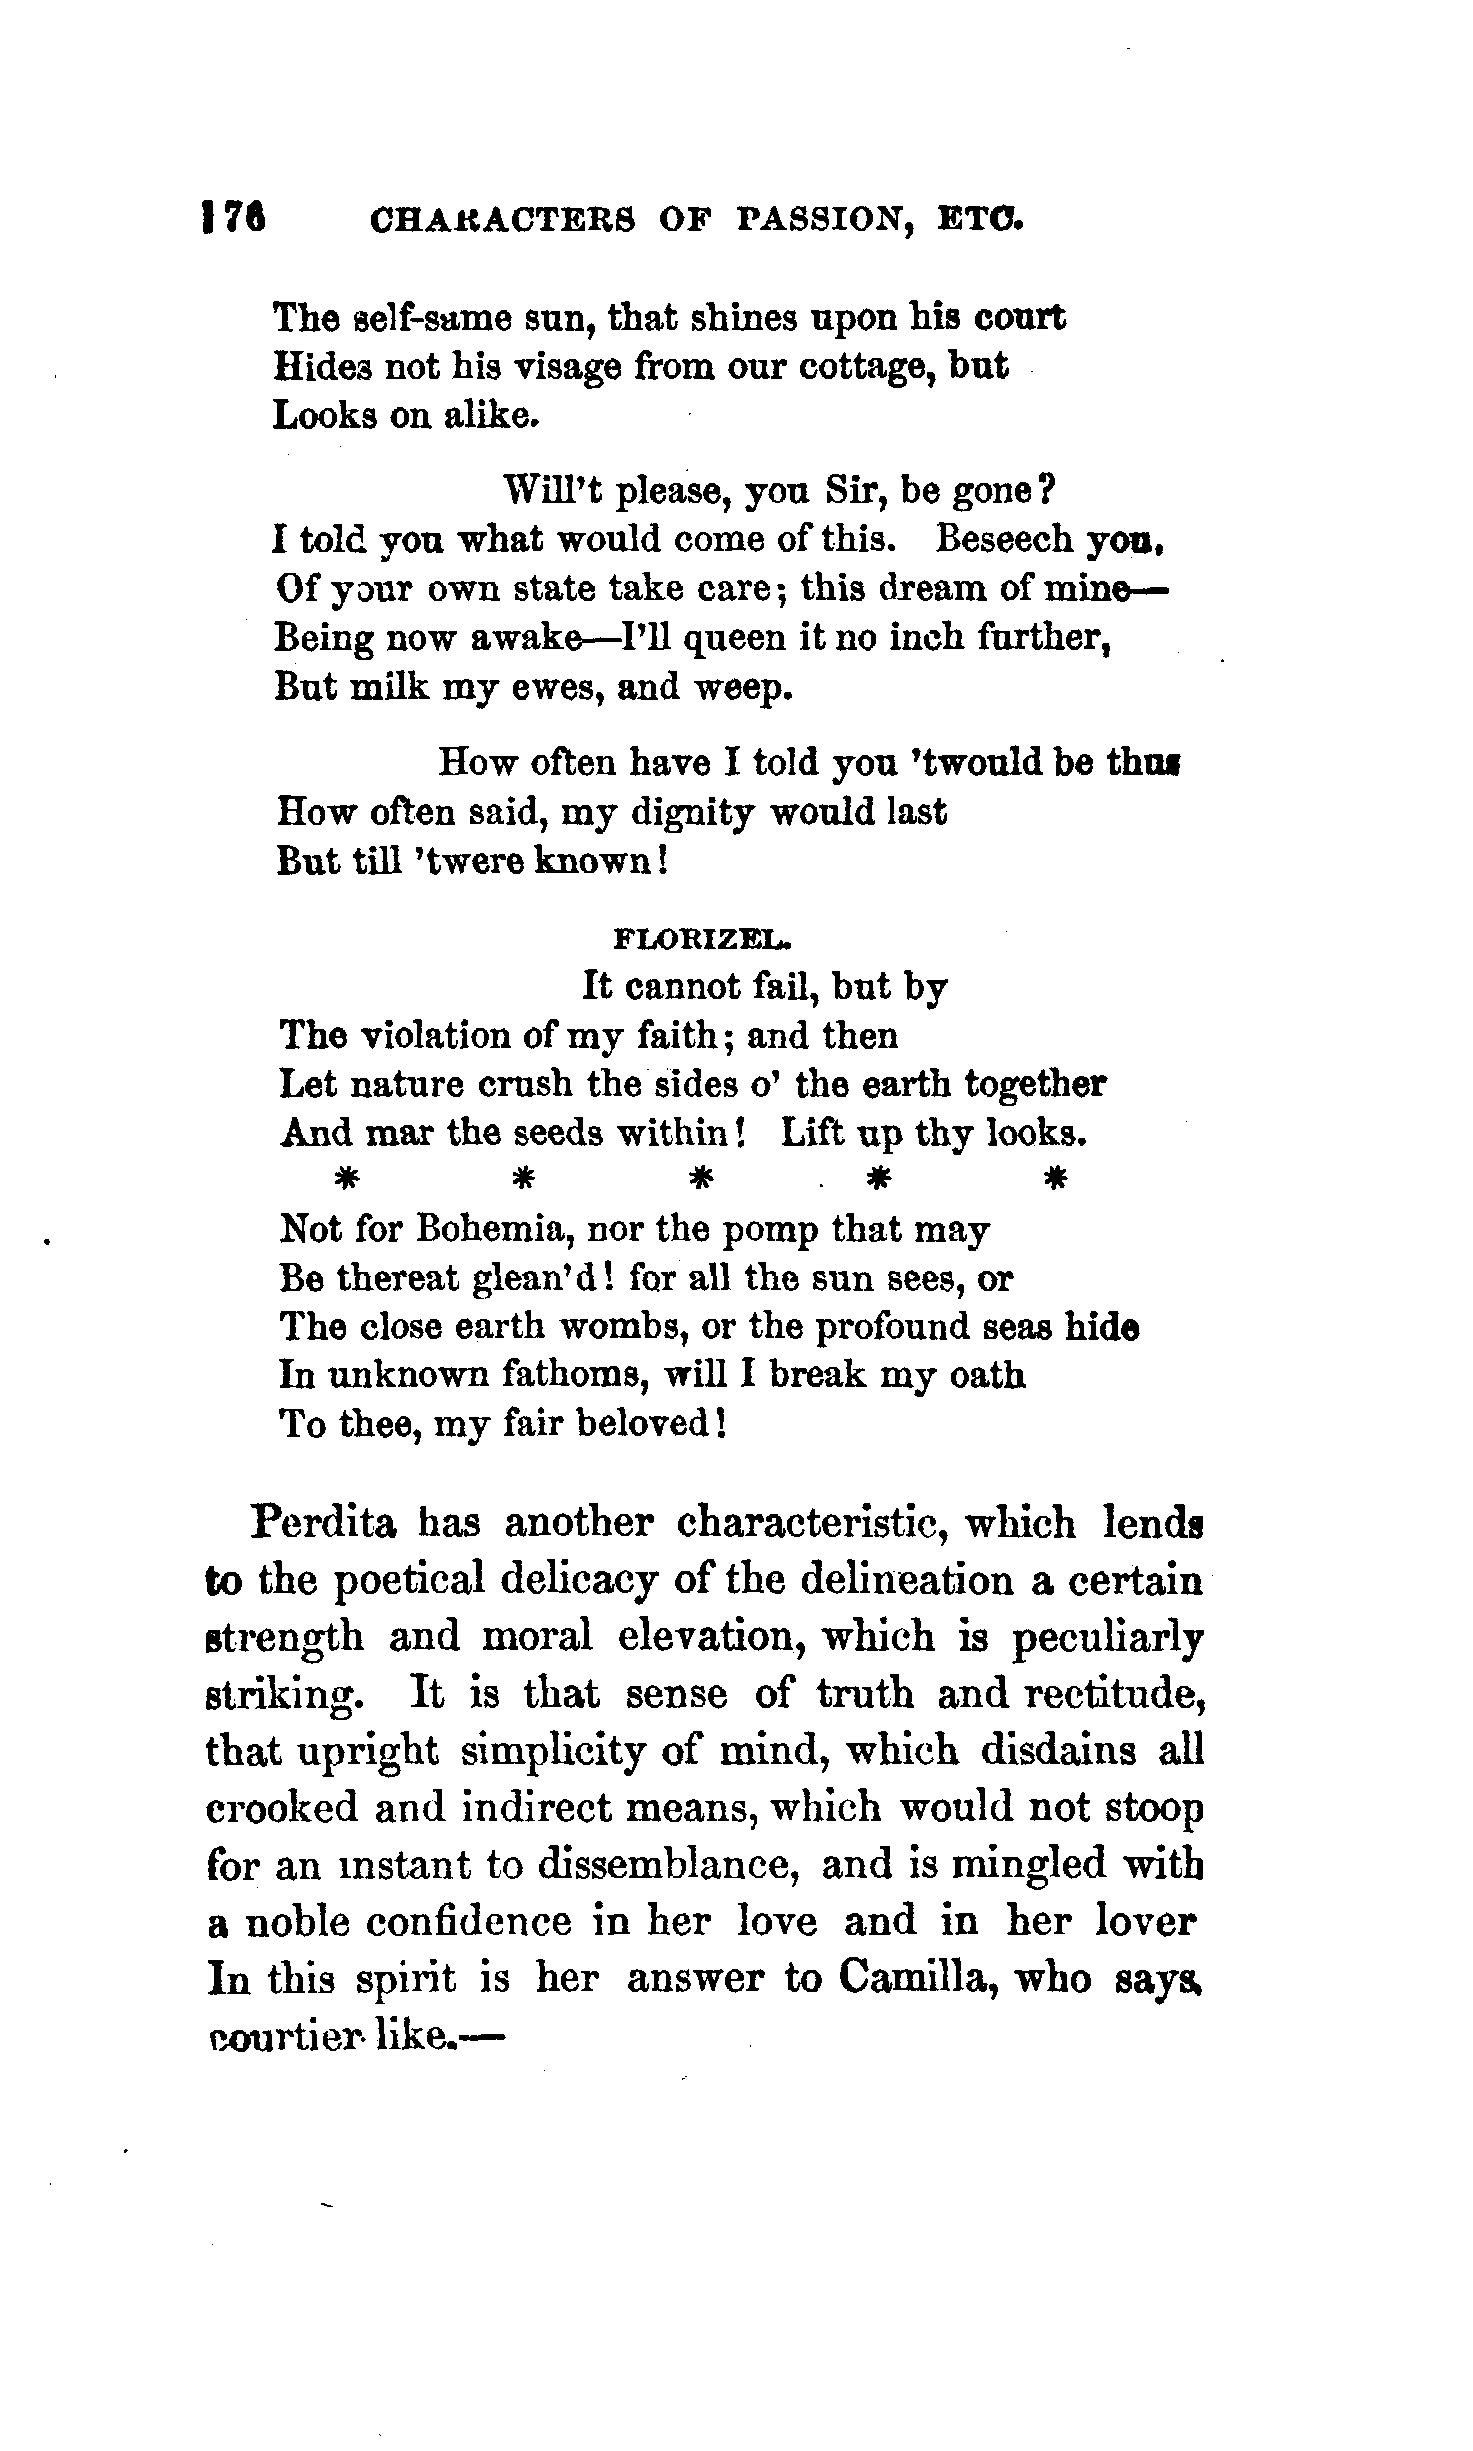 176 CHARACTERS OF PASSION, ETC.
The self-same sun, that shines upon his court
Hides not his visage from our cottage, but
Looks on alike.
Will't please, you Sir, be gone?
I told you what would come of this. Beseech you,
Of your own state take care; this dream of mine—
Being now awake—I'll queen it no inch further,
But milk my ewes, and weep.
How often have I told you 'twould be thus
How often said, my dignity would last
But till 'twere known!
FLORIZEL.
It cannot fail, but by
The violation of my faith; and then
Let nature crush the sides o' the earth together
And mar the seeds within! Lift up thy looks.
* * * * *
Not for Bohemia, nor the pomp that may
Be thereat glean'd! for all the sun sees, or
The close earth wombs, or the profound seas hide
In unknown fathoms, will I break my oath
To thee, my fair beloved!
Perdita has another characteristic, which lends
to the poetical delicacy of the delineation a certain
strength and moral elevation, which is peculiarly
striking. It is that sense of truth and rectitude,
that upright simplicity of mind, which disdains all
crooked and indirect means, which would not stoop
for an instant to dissemblance, and is mingled with
a noble confidence in her love and in her lover
In this spirit is her answer to Camilla, who says,
courtier like.—